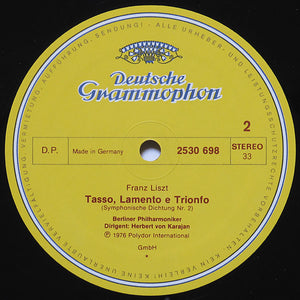 ALLE URHEBER- UND LEISTUNGSSCHUTZRECHTE VORBEHALTEN · KEIN VERLEIH! KEINE UNERLAUBTE VERVIELFÄLTIGUNG, VERMIETUNG, AUFFÜHRUNG, SENDUNG!
Deutsche
Grammophon
2
D.P.
Made in Germany
2530 698
STEREO
33
Franz Liszt
Tasso, Lamento e Trionfo
(Symphonische Dichtung Nr. 2)
Berliner Philharmoniker
Dirigent: Herbert von Karajan
Ⓟ 1976 Polydor International
GmbH